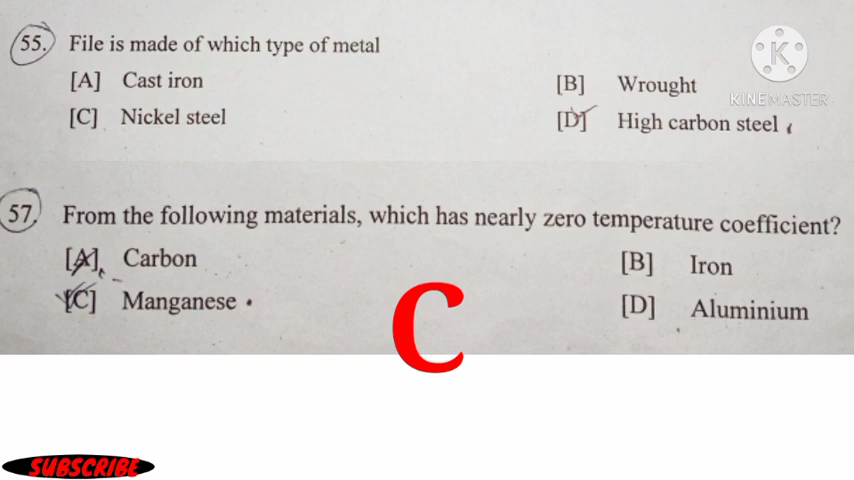 55. File is made of which type of metal
[A] Cast iron [B] Wrought
[C] Nickel steel [D] High carbon steel
KINEMASTER
57. From the following materials, which has nearly zero temperature coefficient?
[A] Carbon [B] Iron
[C] Manganese [D] Aluminium
C
SUBSCRIBE